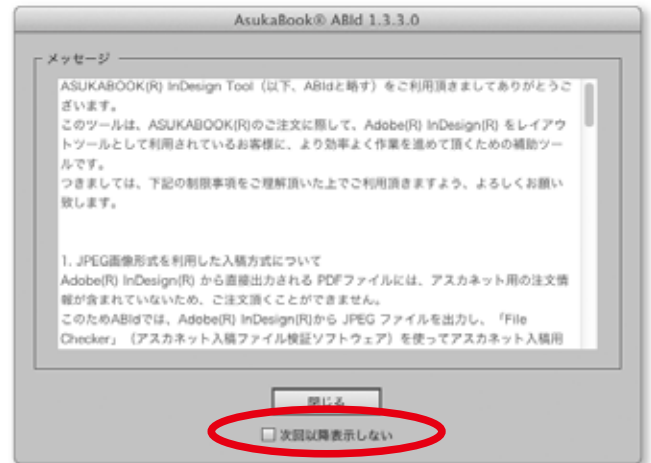 AsukaBook® ABId 1.3.3.0
メッセージ
ASUKABOOK(R) InDesign Tool（以下、ABIdと略す）をご利用頂きましてありがとうご
ざいます。
このツールは、ASUKABOOK(R)のご注文に際して、Adobe(R) InDesign(R) をレイアウ
トツールとして利用されているお客様に、より効率よく作業を進めて頂くための補助ツー
ルです。
つきましては、下記の制限事項をご理解頂いた上でご利用頂きますよう、よろしくお願い
致します。
1. JPEG画像形式を利用した入稿方式について
Adobe(R) InDesign(R) から直接出力される PDFファイルには、アスカネット用の注文情
報が含まれていないため、ご注文頂くことができません。
このためABIdでは、Adobe(R) InDesign(R)から JPEG ファイルを出力し、「File
Checker」（アスカネット入稿ファイル検証ソフトウェア）を使ってアスカネット入稿用
閉じる
次回以降表示しない